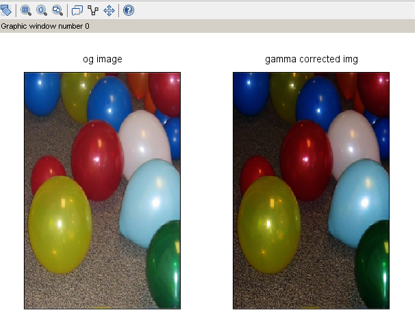 Graphic window number 0
og image
gamma corrected img